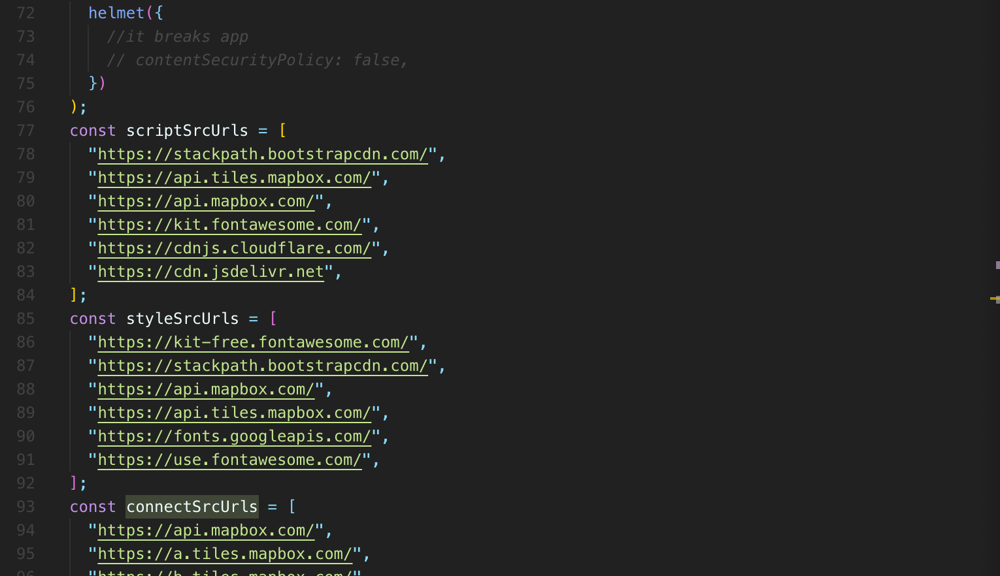 72 helmet({
73 //it breaks app
74 // contentSecurityPolicy: false,
75 })
76 );
77 const scriptSrcUrls = [
78 "https://stackpath.bootstrapcdn.com/",
79 "https://api.tiles.mapbox.com/",
80 "https://api.mapbox.com/",
81 "https://kit.fontawesome.com/",
82 "https://cdnjs.cloudflare.com/",
83 "https://cdn.jsdelivr.net",
84 ];
85 const styleSrcUrls = [
86 "https://kit-free.fontawesome.com/",
87 "https://stackpath.bootstrapcdn.com/",
88 "https://api.mapbox.com/",
89 "https://api.tiles.mapbox.com/",
90 "https://fonts.googleapis.com/",
91 "https://use.fontawesome.com/",
92 ];
93 const connectSrcUrls = [
94 "https://api.mapbox.com/",
95 "https://a.tiles.mapbox.com/",
96 "https://b.tiles.mapbox.com/"